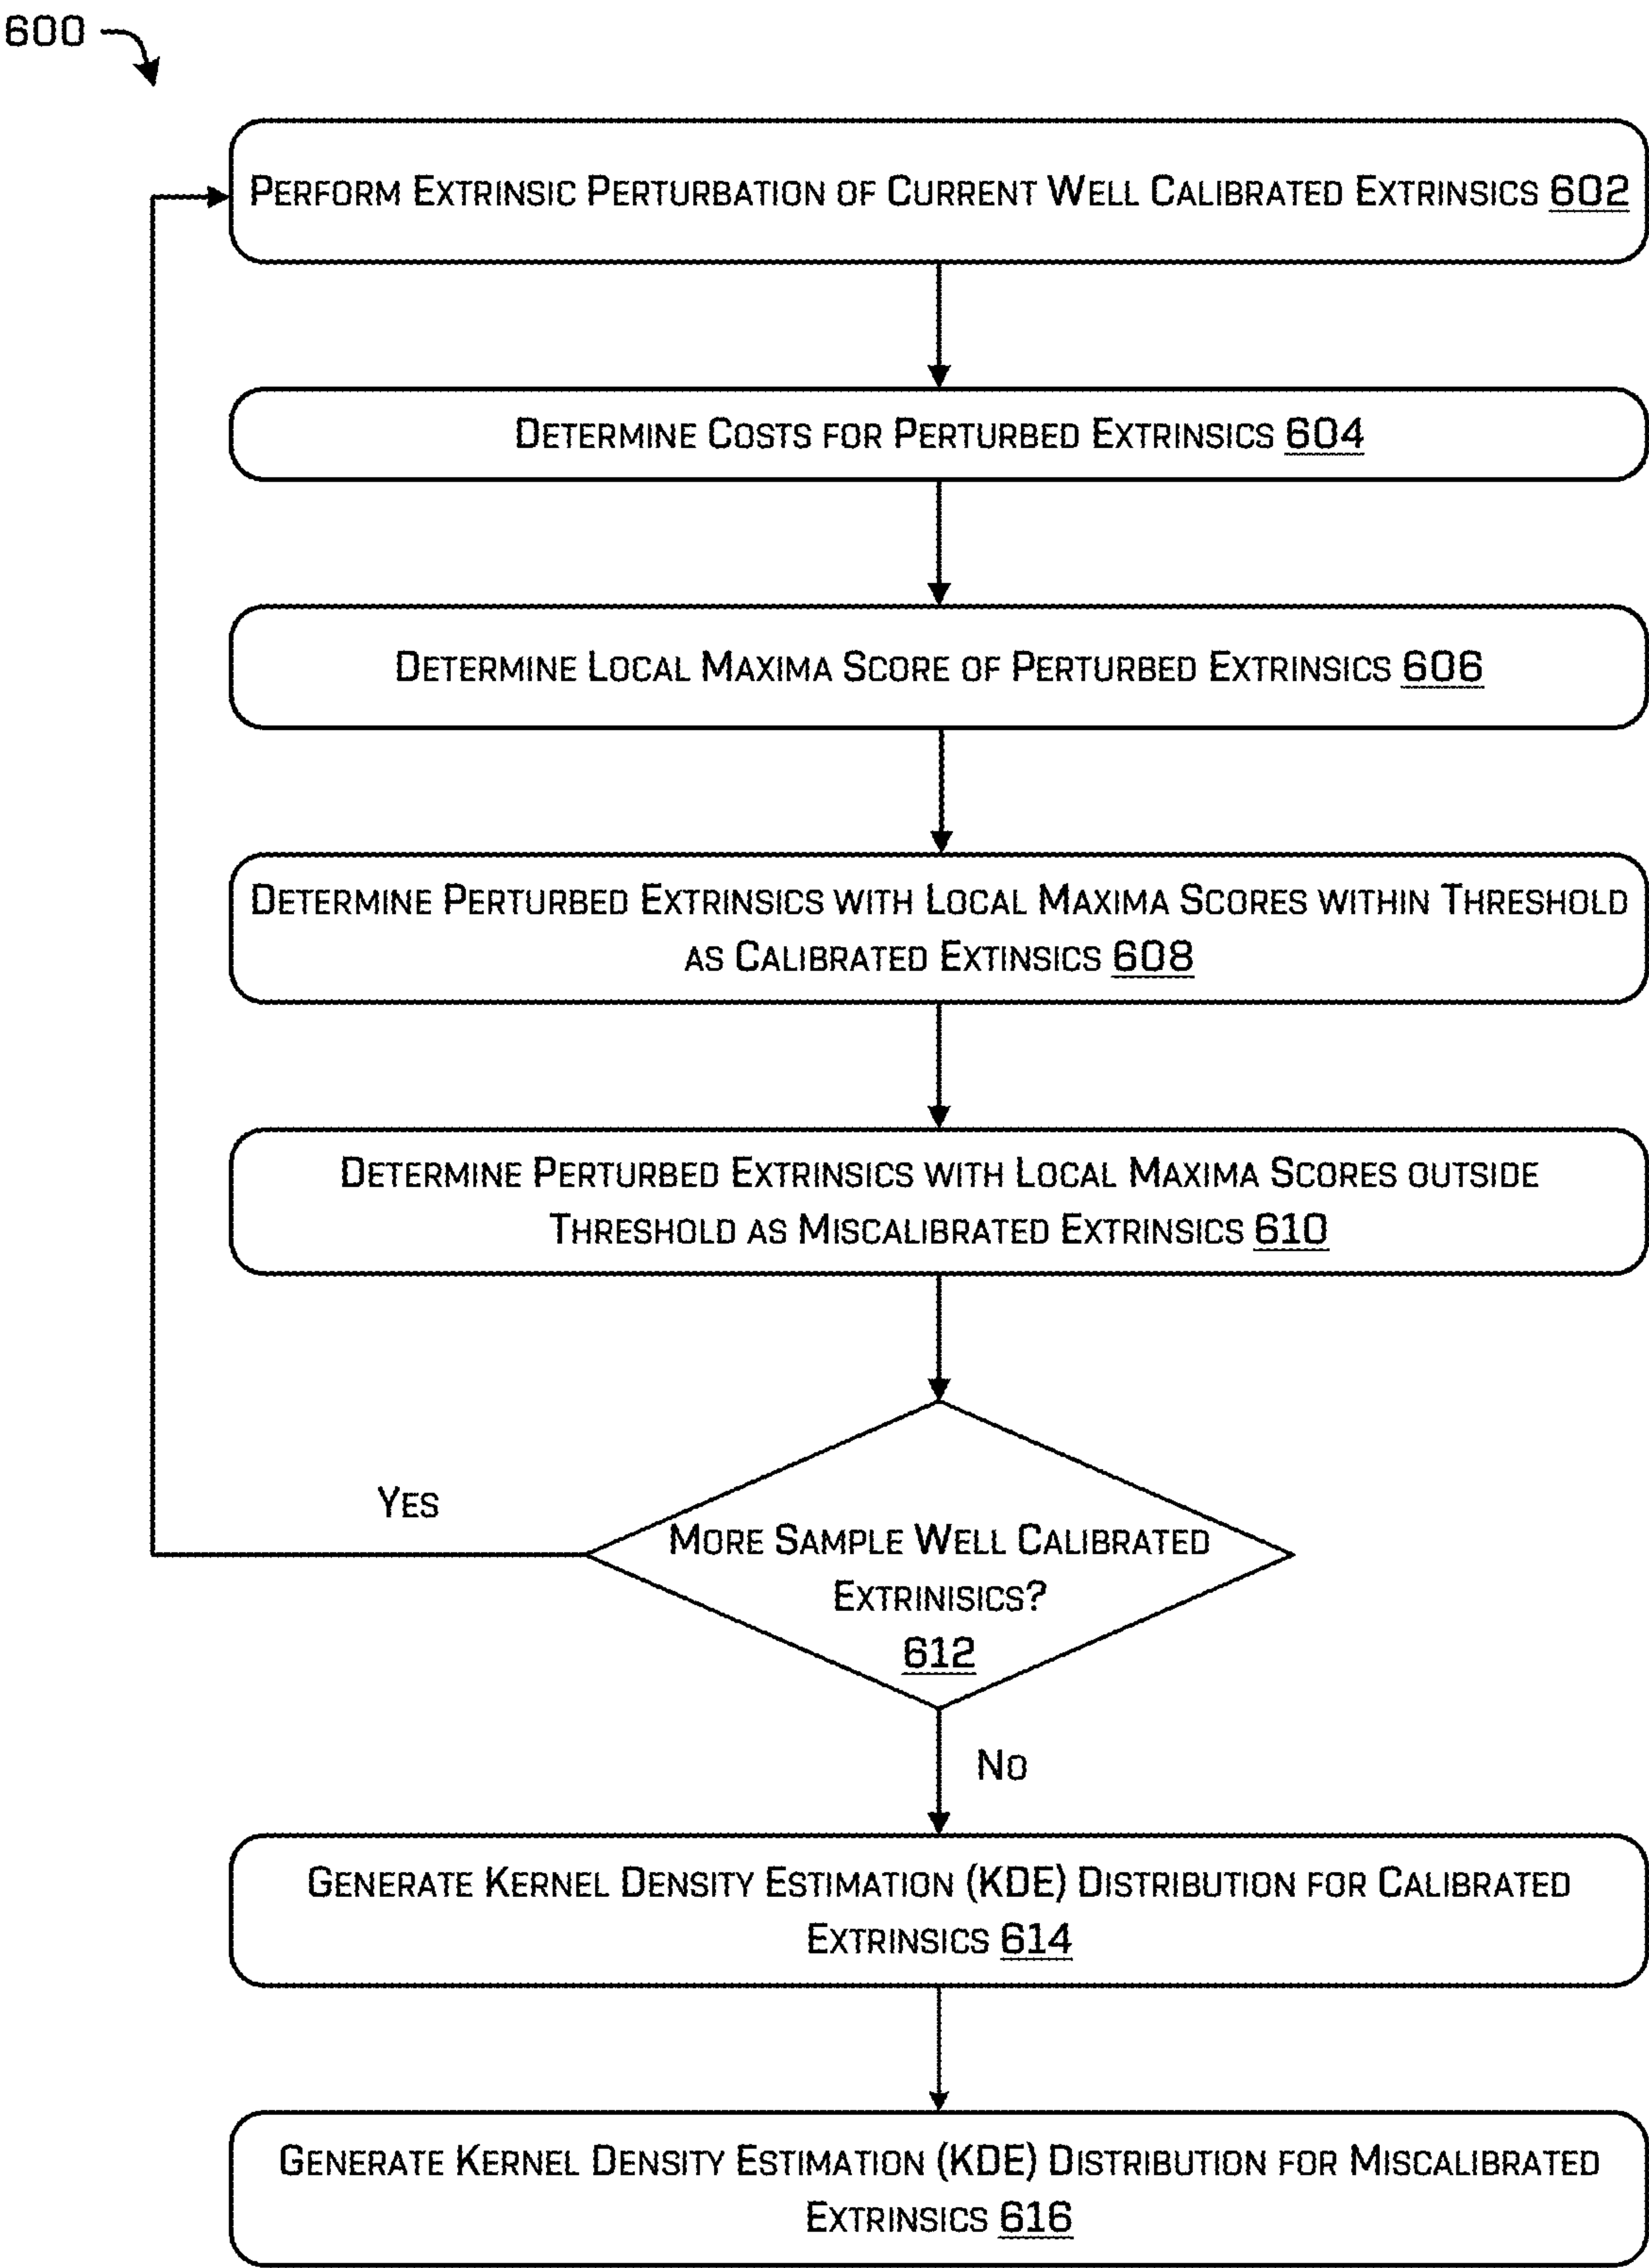 600
Perform Extrinsic Perturbation of Current Well Calibrated Extrinsics 602
Determine Costs for Perturbed Extrinsics 604
Determine Local Maxima Score of Perturbed Extrinsics 606
Determine Perturbed Extrinsics with Local Maxima Scores within Threshold
as Calibrated Extinsics 608
Determine Perturbed Extrinsics with Local Maxima Scores outside
Threshold as Miscalibrated Extrinsics 610
Yes
More Sample Well Calibrated
Extrinisics?
612
No
Generate Kernel Density Estimation (KDE) Distribution for Calibrated
Extrinsics 614
Generate Kernel Density Estimation (KDE) Distribution for Miscalibrated
Extrinsics 616